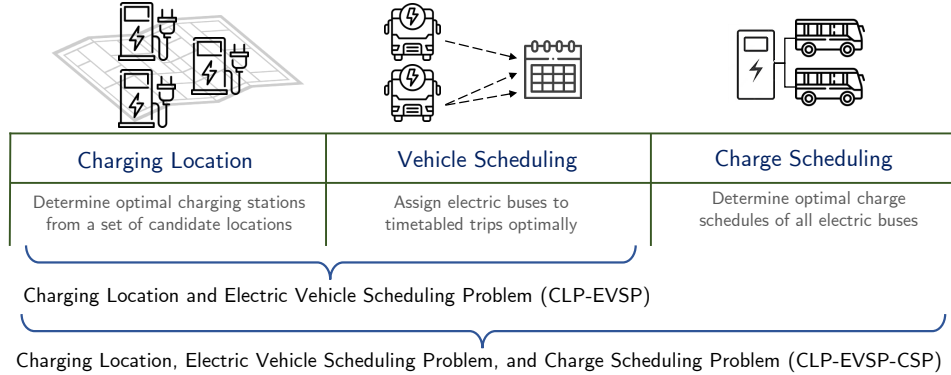 Charging Location
Vehicle Scheduling
Charge Scheduling
Determine optimal charging stations
from a set of candidate locations
Assign electric buses to
timetabled trips optimally
Determine optimal charge
schedules of all electric buses
Charging Location and Electric Vehicle Scheduling Problem (CLP-EVSP)
Charging Location, Electric Vehicle Scheduling Problem, and Charge Scheduling Problem (CLP-EVSP-CSP)